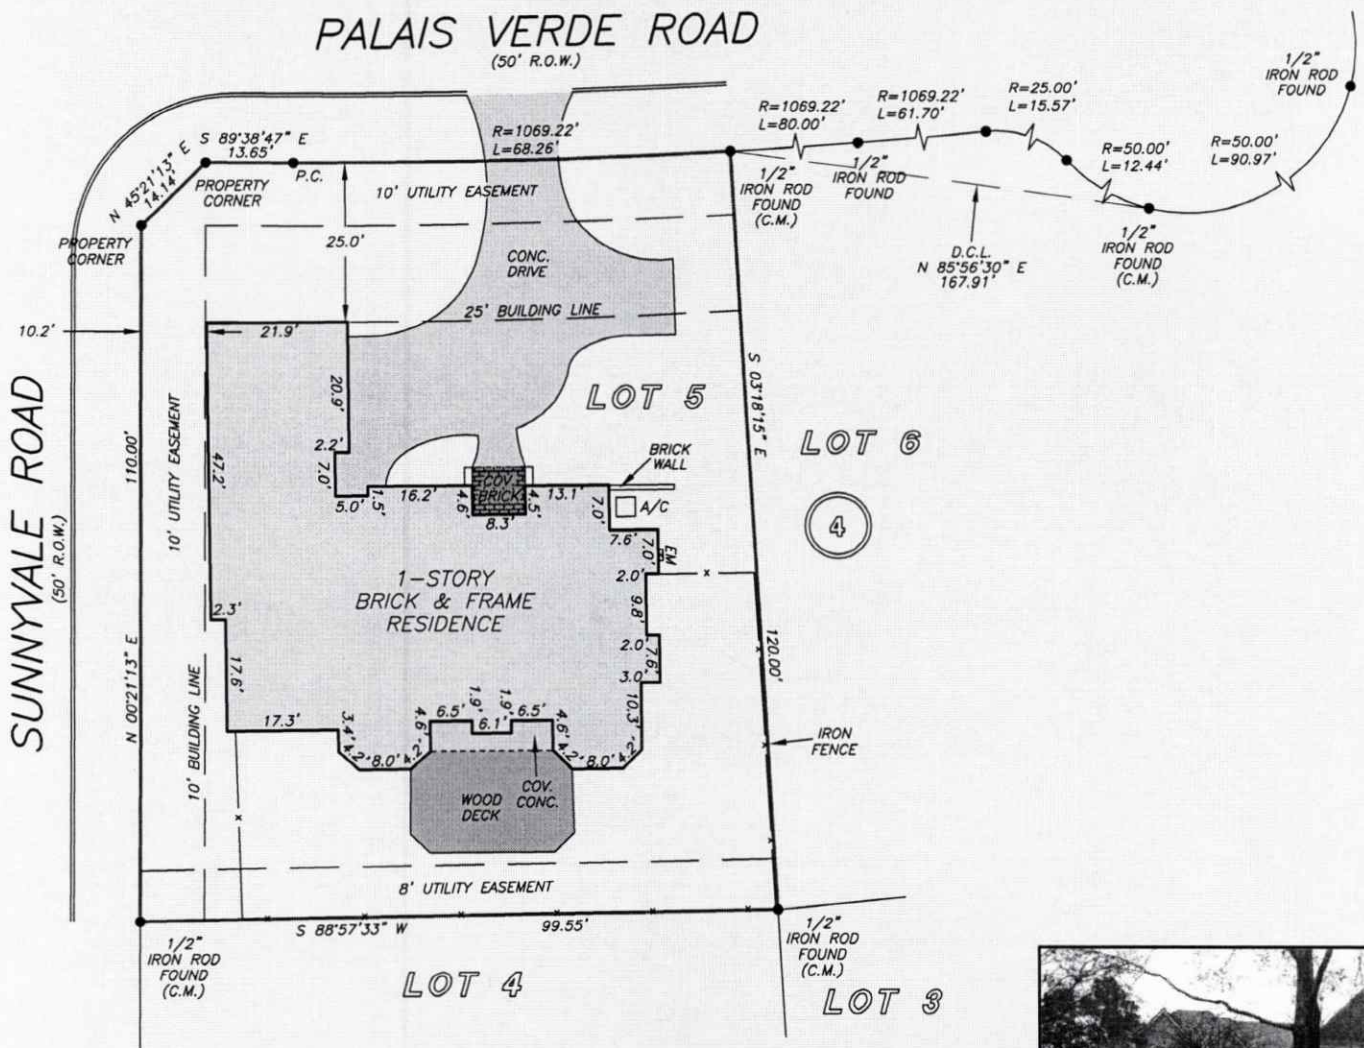 PALAIS VERDE ROAD
(50' R.O.W.)
1/2"
IRON ROD
FOUND
R=25.00'
L=15.57'
R=1069.22'
L=61.70'
R=1069.22'
L=80.00'
R=1069.22'
L=68.26'
S 89°38'47" E
13.65'
R=50.00'
L=12.44'
R=50.00'
L=90.97'
N 45°21'13" E
14.14'
P.C.
PROPERTY
CORNER
10' UTILITY EASEMENT
1/2"
IRON ROD
FOUND
(C.M.)
1/2"
IRON ROD
FOUND
PROPERTY
CORNER
25.0'
CONC.
DRIVE
D.C.L.
N 85°56'30" E
167.91'
1/2"
IRON ROD
FOUND
(C.M.)
25' BUILDING LINE
10.2'
21.9'
SUNNYVALE ROAD
(50' R.O.W.)
N 00°21'13" E
110.00'
10' UTILITY EASEMENT
10' BUILDING LINE
47.2'
20.9'
2.2'
7.0'
5.0'
1.5'
16.2'
4.6'
COV.
BRICK
8.3'
4.5'
13.1'
LOT 5
BRICK
WALL
A/C
7.0'
7.6'
7.0'
EM
S 03°18'15" E
120.00'
LOT 6
4
1-STORY
BRICK & FRAME
RESIDENCE
2.0'
9.8'
2.0'
7.6'
3.0'
10.3'
2.3'
17.6'
17.3'
3.4'
4.2'
8.0'
4.2'
4.6'
6.5'
1.9'
6.1'
1.9'
6.5'
4.6'
4.2'
8.0'
4.2'
IRON
FENCE
WOOD
DECK
COV.
CONC.
8' UTILITY EASEMENT
S 88°57'33" W
99.55'
1/2"
IRON ROD
FOUND
(C.M.)
1/2"
IRON ROD
FOUND
(C.M.)
LOT 4
LOT 3